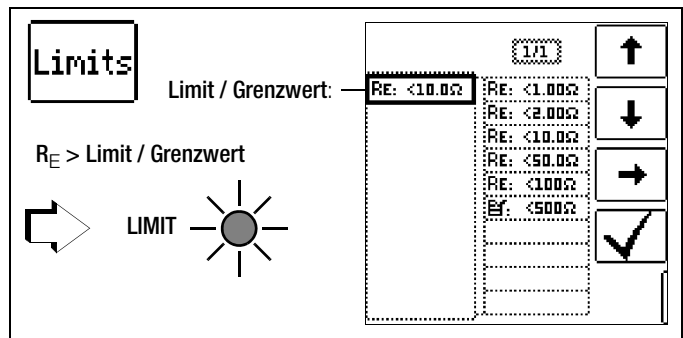 Limits
Limit / Grenzwert:
RE > Limit / Grenzwert
LIMIT
1/1
RE: <10.0Ω
RE: <1.00Ω
RE: <2.00Ω
RE: <10.0Ω
RE: <50.0Ω
RE: <100Ω
: <500Ω